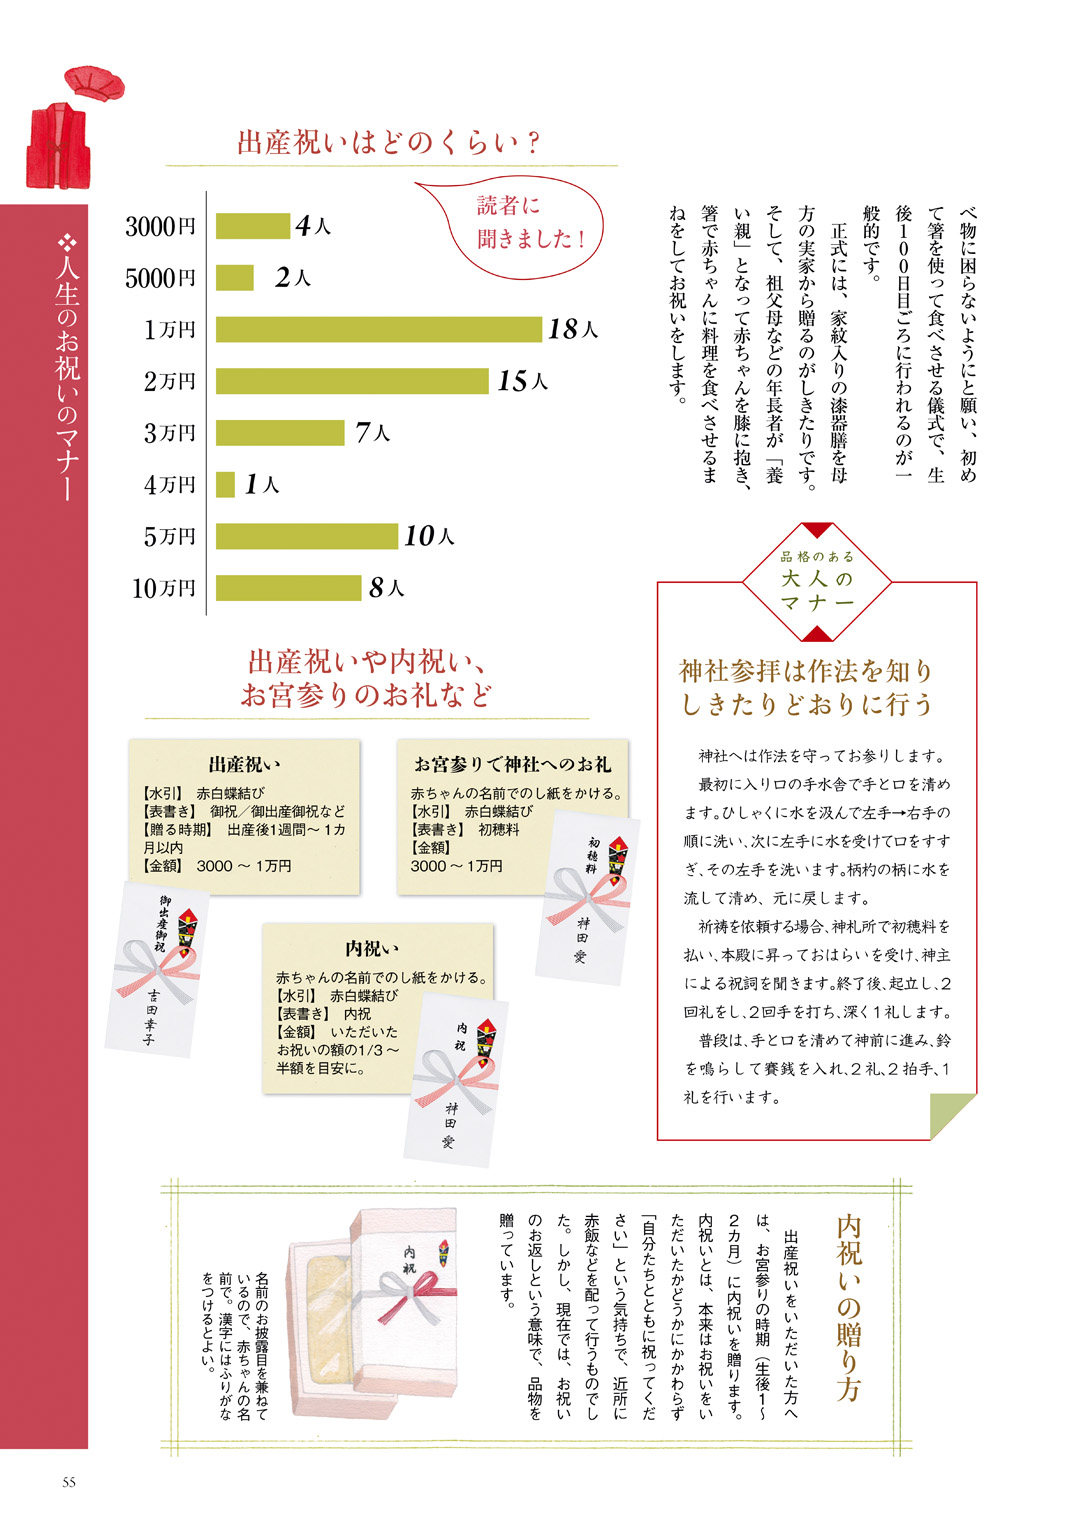 ❖人生のお祝いのマナー
べ物に困らないようにと願い、初め
て箸を使って食べさせる儀式で、生
後100日目ごろに行われるのが一
般的です。
正式には、家紋入りの漆器膳を母
方の実家から贈るのがしきたりです。
そして、祖父母などの年長者が「養
い親」となって赤ちゃんを膝に抱き、
箸で赤ちゃんに料理を食べさせるま
ねをしてお祝いをします。
出産祝いはどのくらい？
読者に
聞きました！
3000円 4人
5000円 2人
1万円 18人
2万円 15人
3万円 7人
4万円 1人
5万円 10人
10万円 8人
品格のある
大人の
マナー
神社参拝は作法を知り
しきたりどおりに行う
神社へは作法を守ってお参りします。
最初に入り口の手水舎で手と口を清め
ます。ひしゃくに水を汲んで左手→右手の
順に洗い、次に左手に水を受けて口をすす
ぎ、その左手を洗います。柄杓の柄に水を
流して清め、元に戻します。
祈祷を依頼する場合、神札所で初穂料を
払い、本殿に昇っておはらいを受け、神主
による祝詞を聞きます。終了後、起立し、2
回礼をし、2回手を打ち、深く1礼します。
普段は、手と口を清めて神前に進み、鈴
を鳴らして賽銭を入れ、2礼、2拍手、1
礼を行います。
出産祝いや内祝い、
お宮参りのお礼など
出産祝い
【水引】 赤白蝶結び
【表書き】 御祝／御出産御祝など
【贈る時期】 出産後1週間～1カ
月以内
【金額】 3000～1万円
御出産御祝
吉田幸子
お宮参りで神社へのお礼
赤ちゃんの名前でのし紙をかける。
【水引】 赤白蝶結び
【表書き】 初穂料
【金額】
3000～1万円
初穂料
神田愛
内祝い
赤ちゃんの名前でのし紙をかける。
【水引】 赤白蝶結び
【表書き】 内祝
【金額】 いただいた
お祝いの額の1/3～
半額を目安に。
内祝
神田愛
内祝いの贈り方
出産祝いをいただいた方へ
は、お宮参りの時期（生後1～
2カ月）に内祝いを贈ります。
内祝いとは、本来はお祝いをい
ただいたかどうかにかかわらず
「自分たちとともに祝ってくだ
さい」という気持ちで、近所に
赤飯などを配って行うものでし
た。しかし、現在では、お祝い
のお返しという意味で、品物を
贈っています。
内祝
名前のお披露目を兼ねて
いるので、赤ちゃんの名
前で。漢字にはふりがな
をつけるとよい。
55